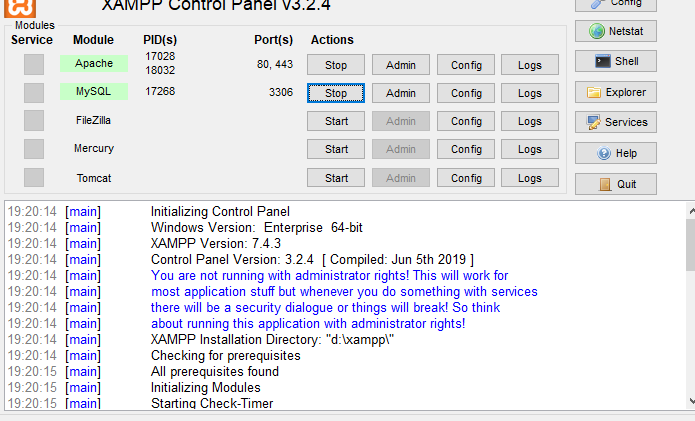 XAMPP Control Panel v3.2.4
Config
Modules
Service Module PID(s) Port(s) Actions
Netstat
Apache 17028 18032 80, 443 Stop Admin Config Logs
Shell
MySQL 17268 3306 Stop Admin Config Logs
Explorer
FileZilla Start Admin Config Logs
Services
Mercury Start Admin Config Logs
Help
Tomcat Start Admin Config Logs
Quit
19:20:14 [main] Initializing Control Panel
19:20:14 [main] Windows Version: Enterprise 64-bit
19:20:14 [main] XAMPP Version: 7.4.3
19:20:14 [main] Control Panel Version: 3.2.4 [ Compiled: Jun 5th 2019 ]
19:20:14 [main] You are not running with administrator rights! This will work for
19:20:14 [main] most application stuff but whenever you do something with services
19:20:14 [main] there will be a security dialogue or things will break! So think
19:20:14 [main] about running this application with administrator rights!
19:20:14 [main] XAMPP Installation Directory: "d:\xampp\"
19:20:14 [main] Checking for prerequisites
19:20:15 [main] All prerequisites found
19:20:15 [main] Initializing Modules
19:20:15 [main] Starting Check-Timer